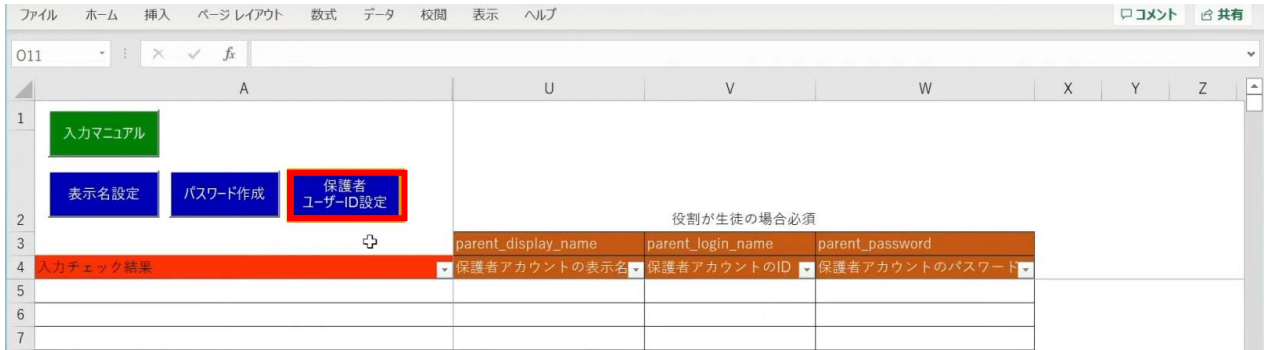 ファイル ホーム 挿入 ページ レイアウト 数式 データ 校閲 表示 ヘルプ コメント 共有
O11 fx
A U V W X Y Z
1
入力マニュアル
表示名設定 パスワード作成 保護者
ユーザーID設定
2 役割が生徒の場合必須
3 parent_display_name parent_login_name parent_password
4 入力チェック結果 保護者アカウントの表示名 保護者アカウントのID 保護者アカウントのパスワード
5
6
7